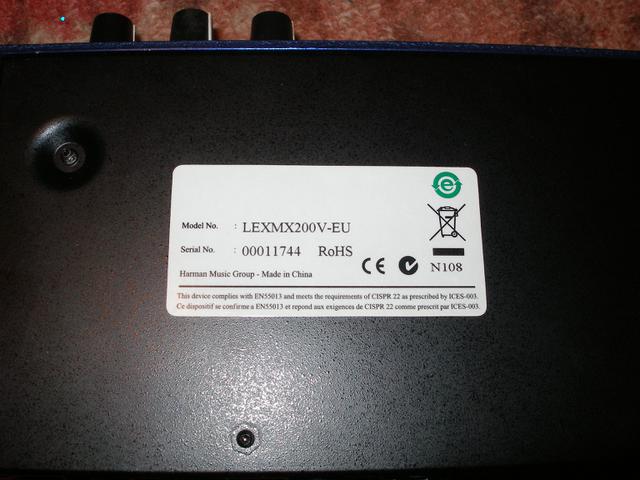 e
Model No. : LEXMX200V-EU
Serial No. : 00011744 RoHS
CE N108
Harman Music Group - Made in China
This device complies with EN55013 and meets the requirements of CISPR 22 as prescribed by ICES-003.
Ce dispositif se confirme a EN55013 et repond aux exigences de CISPR 22 comme prescrit par ICES-003.